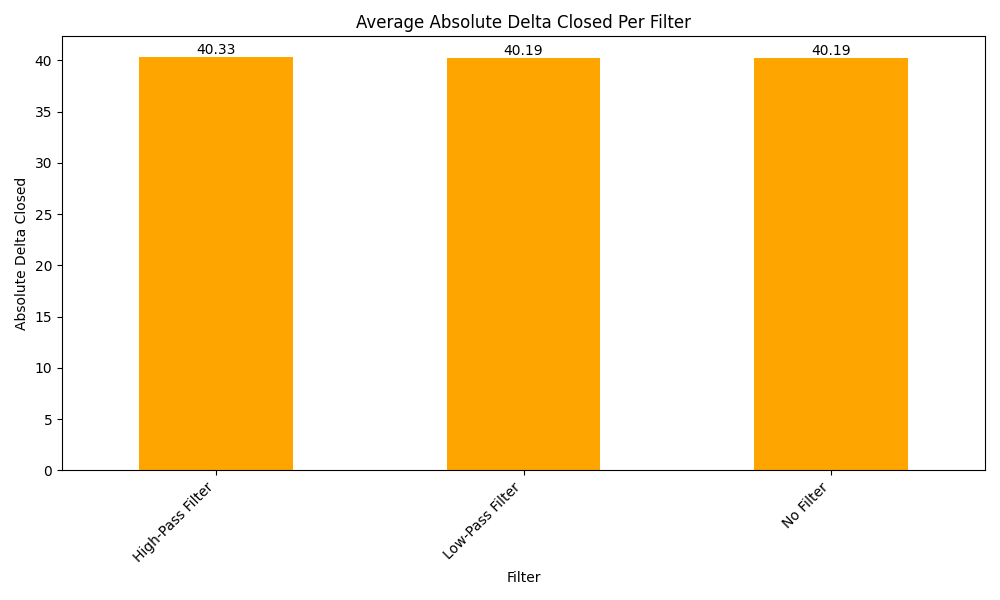 Average Absolute Delta Closed Per Filter
40.33
40.19
40.19
40
35
30
25
20
15
10
5
0
Absolute Delta Closed
High-Pass Filter
Low-Pass Filter
No Filter
Filter